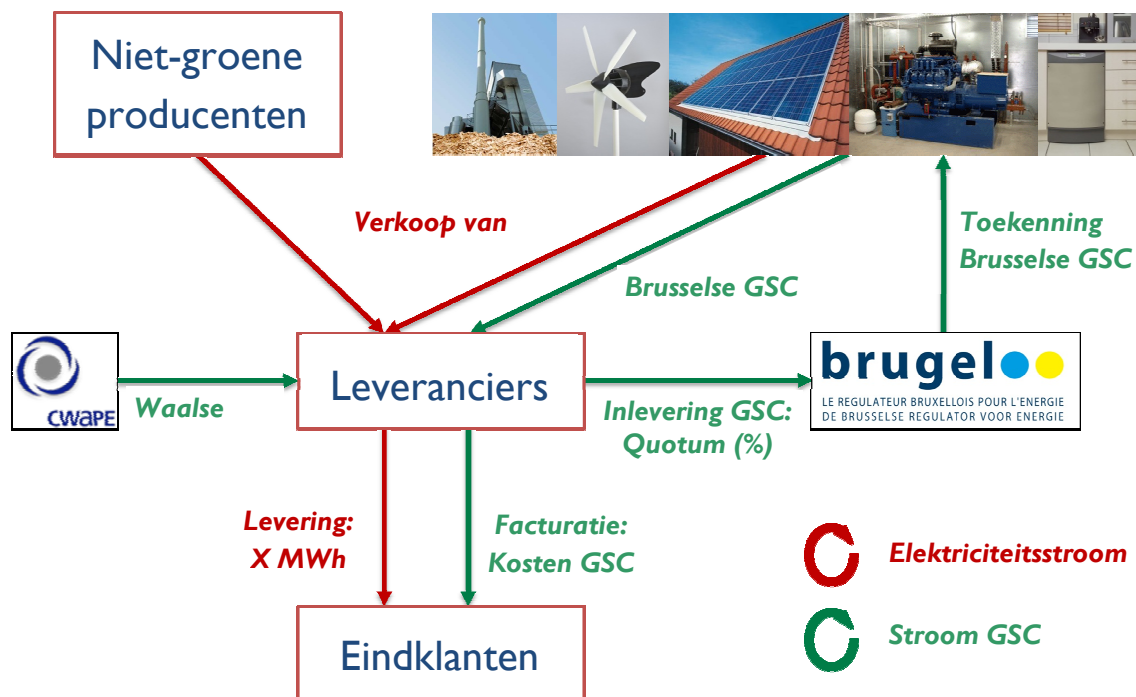 Niet-groene
producenten
Verkoop van
Toekenning
Brusselse GSC
Brusselse GSC
CWAPE
Waalse
Leveranciers
Inlevering GSC:
Quotum (%)
brugel
LE REGULATEUR BRUXELLOIS POUR L'ENERGIE
DE BRUSSELSE REGULATOR VOOR ENERGIE
Levering:
X MWh
Facturatie:
Kosten GSC
Elektriciteitsstroom
Stroom GSC
Eindklanten